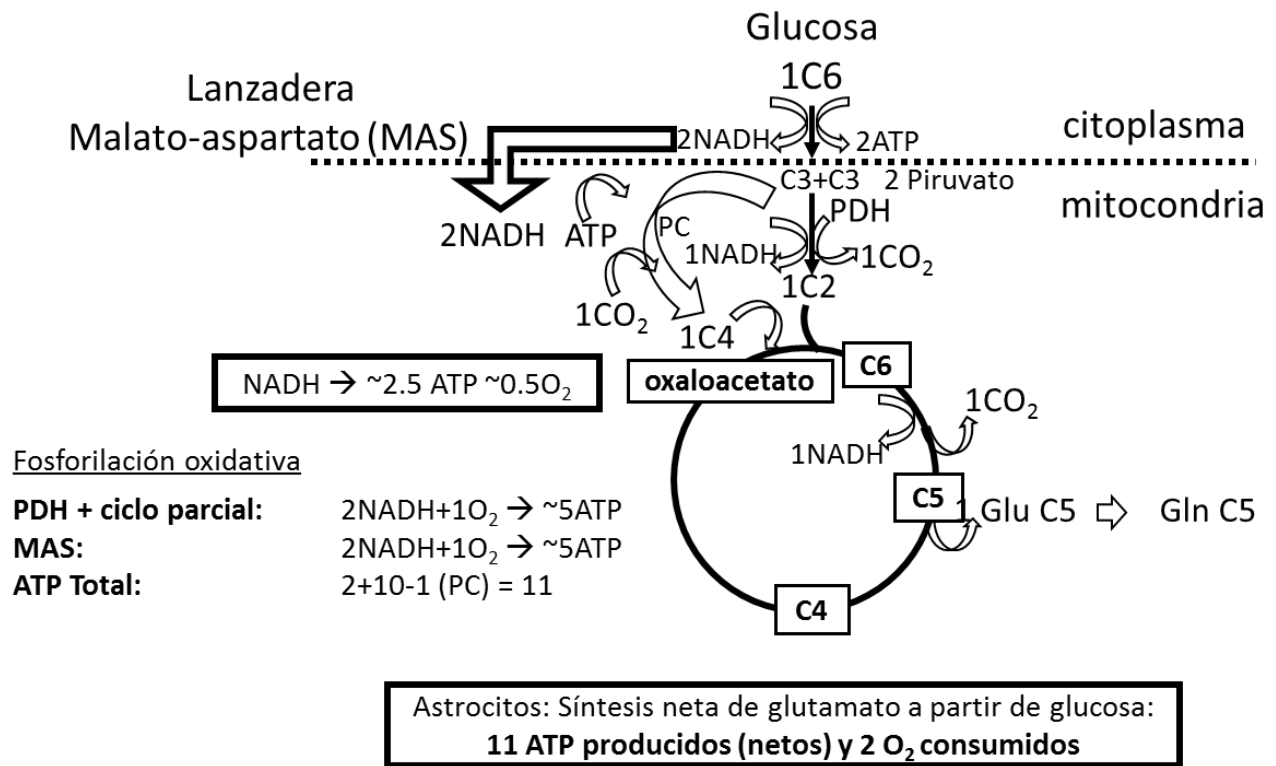 Glucosa
1C6
Lanzadera
Malato-aspartato (MAS)
2NADH
2ATP
citoplasma
C3+C3 2 Piruvato
mitocondria
PDH
2NADH
ATP
PC
1NADH
1CO₂
1C2
1CO₂
1C4
NADH → ~2.5 ATP ~0.5O₂
oxaloacetato
C6
1CO₂
1NADH
Fosforilación oxidativa
PDH + ciclo parcial: 2NADH+1O₂ → ~5ATP
MAS: 2NADH+1O₂ → ~5ATP
ATP Total: 2+10-1 (PC) = 11
C5
1 Glu C5 ⇨ Gln C5
C4
Astrocitos: Síntesis neta de glutamato a partir de glucosa:
11 ATP producidos (netos) y 2 O₂ consumidos